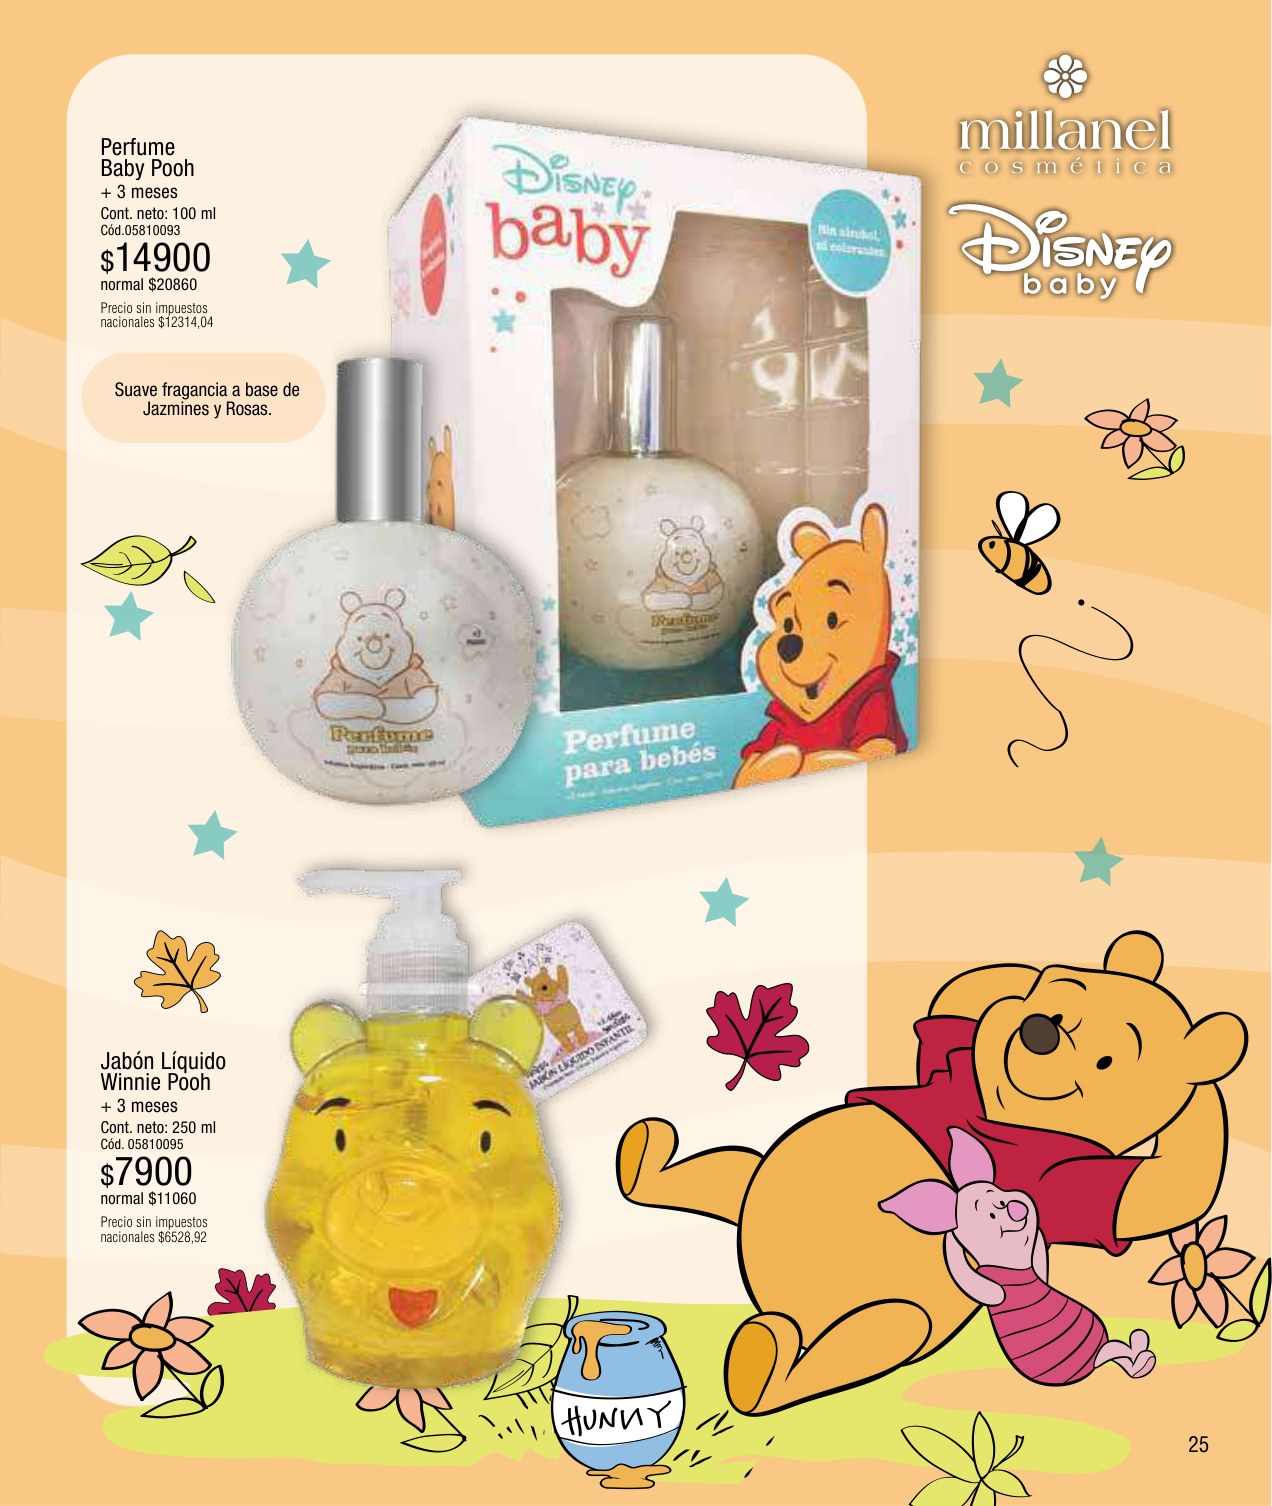 millanel
cosmética
Disney
baby
Perfume
Baby Pooh
+ 3 meses
Cont. neto: 100 ml
Cód.05810093
$14900
normal $20860
Precio sin impuestos
nacionales $12314,04
Suave fragancia a base de
Jazmines y Rosas.
Disney
baby
Sin alcohol,
ni colorantes
Perfume
para bebés
Perfume
para bebés
Perfume
para bebés
Jabón Líquido
Winnie Pooh
+ 3 meses
Cont. neto: 250 ml
Cód. 05810095
$7900
normal $11060
Precio sin impuestos
nacionales $6528,92
JABÓN LÍQUIDO INFANTIL
HUNNY
25